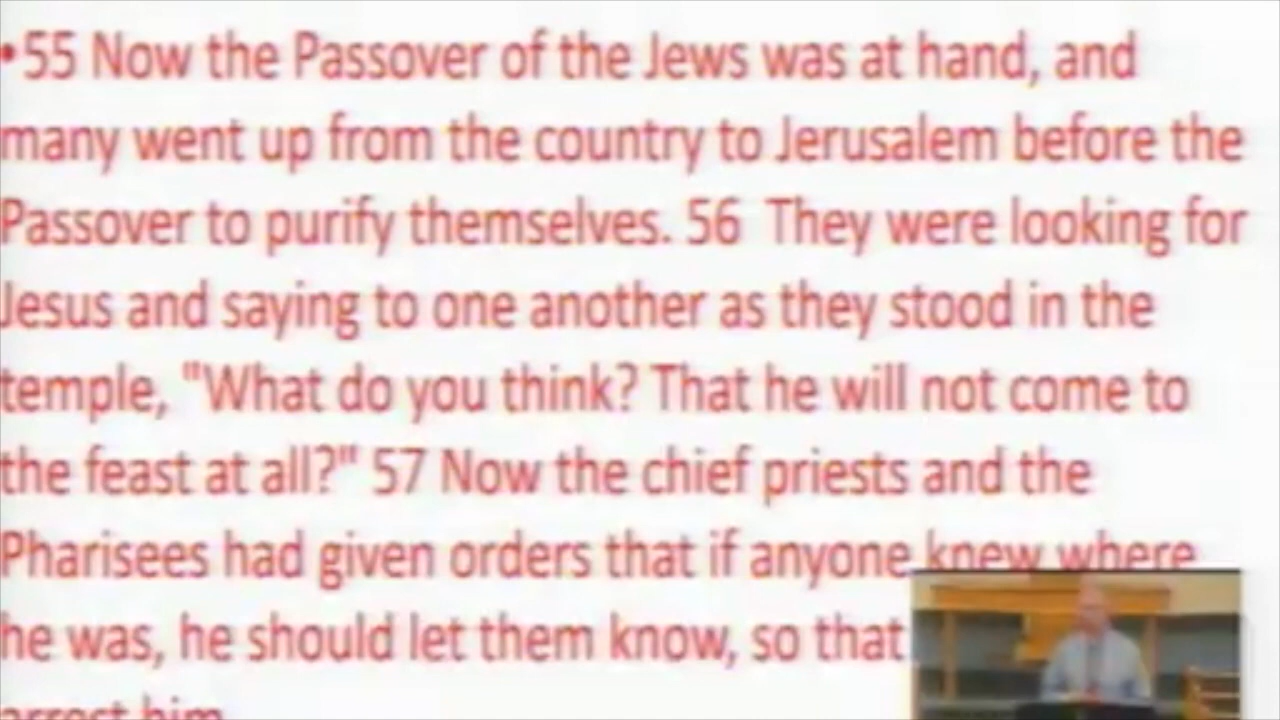 •55 Now the Passover of the Jews was at hand, and
many went up from the country to Jerusalem before the
Passover to purify themselves. 56 They were looking for
Jesus and saying to one another as they stood in the
temple, "What do you think? That he will not come to
the feast at all?" 57 Now the chief priests and the
Pharisees had given orders that if anyone knew where
he was, he should let them know, so that
arrest him